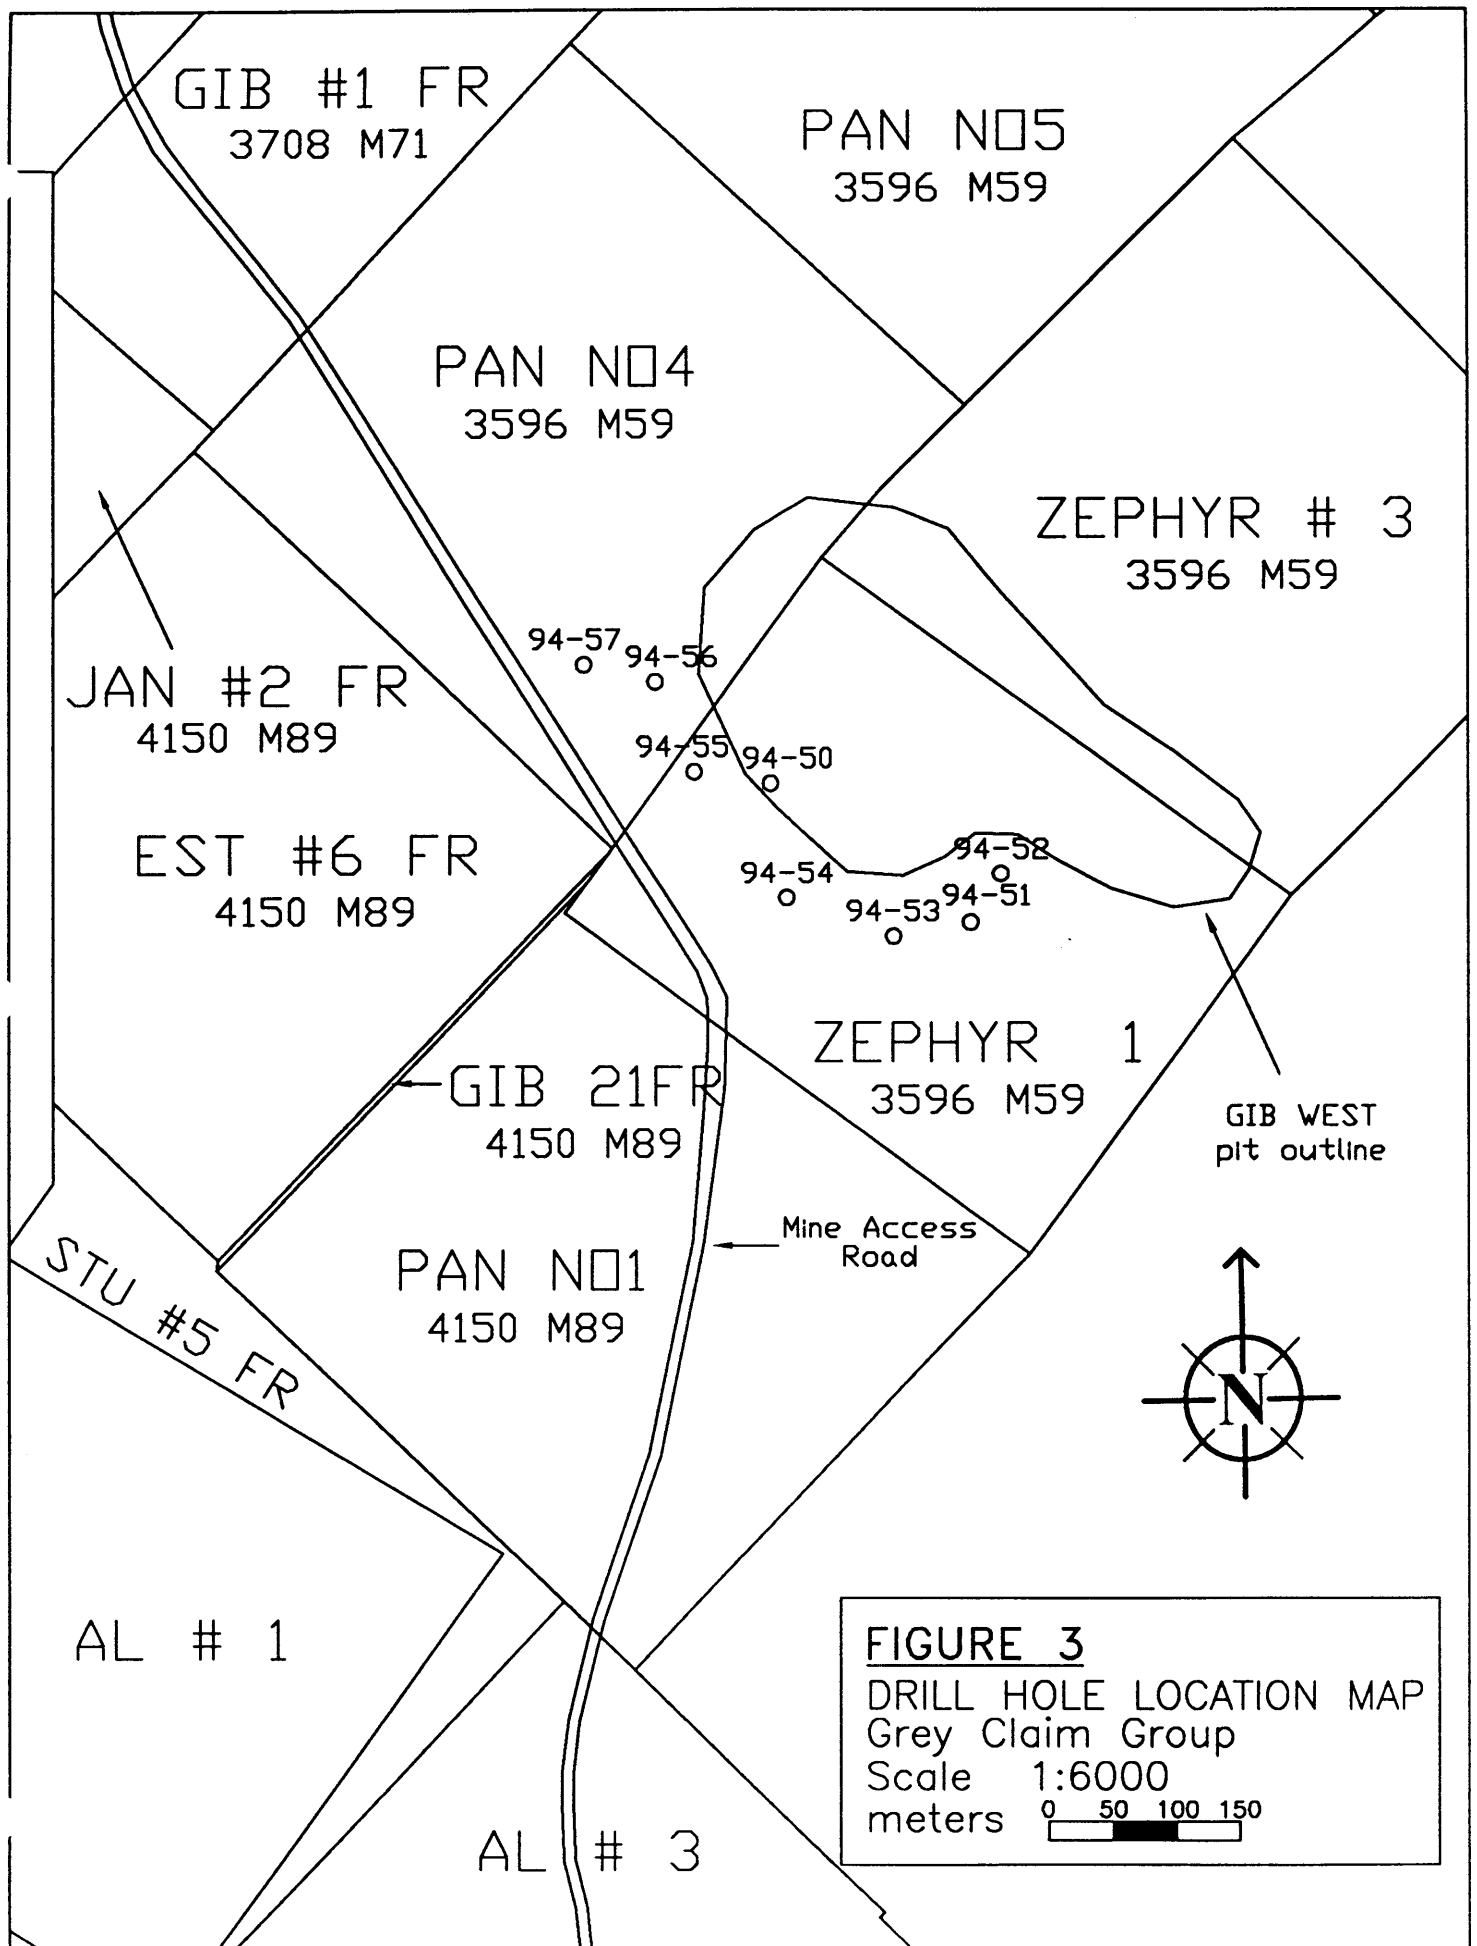 GIB #1 FR
3708 M71
PAN NO5
3596 M59
PAN NO4
3596 M59
ZEPHYR # 3
3596 M59
94-57
94-56
JAN #2 FR
4150 M89
94-55
94-50
EST #6 FR
4150 M89
94-52
94-54
94-51
94-53
ZEPHYR 1
3596 M59
GIB 21FR
4150 M89
GIB WEST
pit outline
Mine Access
Road
STU #5 FR
PAN NO1
4150 M89
N
AL # 1
FIGURE 3
DRILL HOLE LOCATION MAP
Grey Claim Group
Scale 1:6000
meters 0 50 100 150
AL # 3